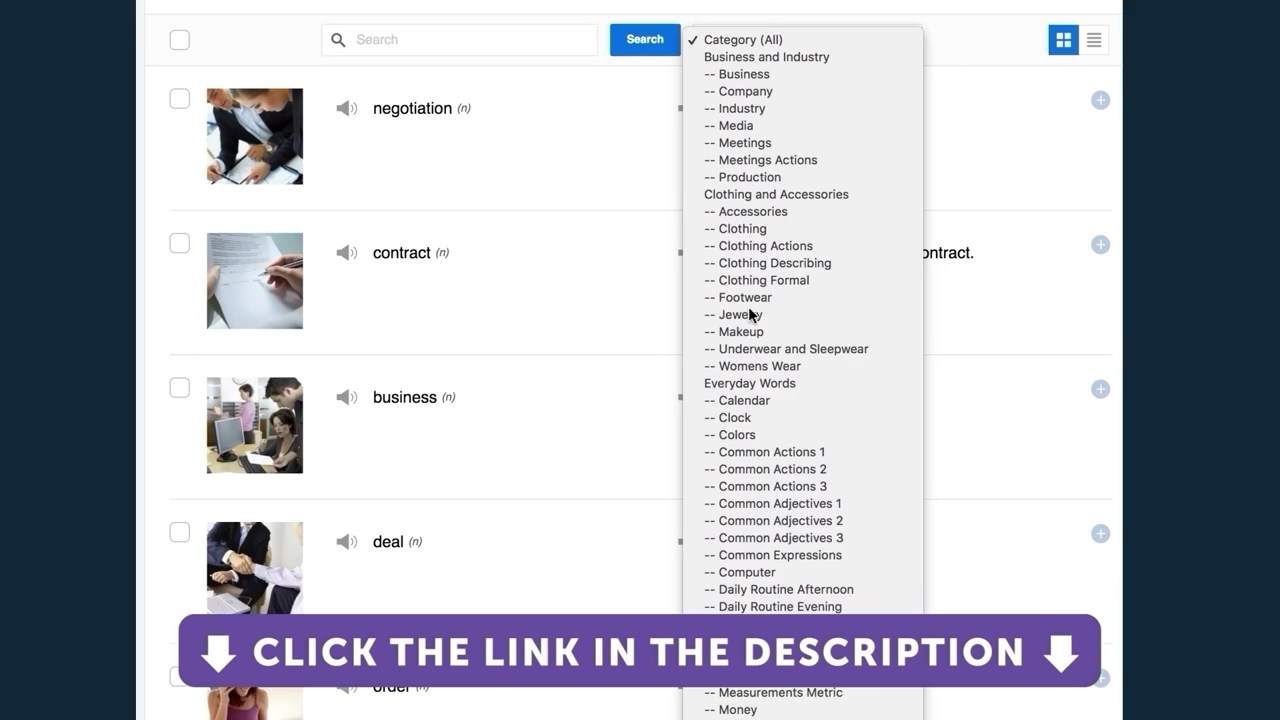 Search
Search
✓ Category (All)
Business and Industry
-- Business
-- Company
-- Industry
-- Media
-- Meetings
-- Meetings Actions
-- Production
Clothing and Accessories
-- Accessories
-- Clothing
-- Clothing Actions
-- Clothing Describing
-- Clothing Formal
-- Footwear
-- Jewelry
-- Makeup
-- Underwear and Sleepwear
-- Womens Wear
Everyday Words
-- Calendar
-- Clock
-- Colors
-- Common Actions 1
-- Common Actions 2
-- Common Actions 3
-- Common Adjectives 1
-- Common Adjectives 2
-- Common Adjectives 3
-- Common Expressions
-- Computer
-- Daily Routine Afternoon
-- Daily Routine Evening
-- Measurements Metric
-- Money
negotiation (n)
contract (n)
ontract.
business (n)
deal (n)
order (n)
CLICK THE LINK IN THE DESCRIPTION